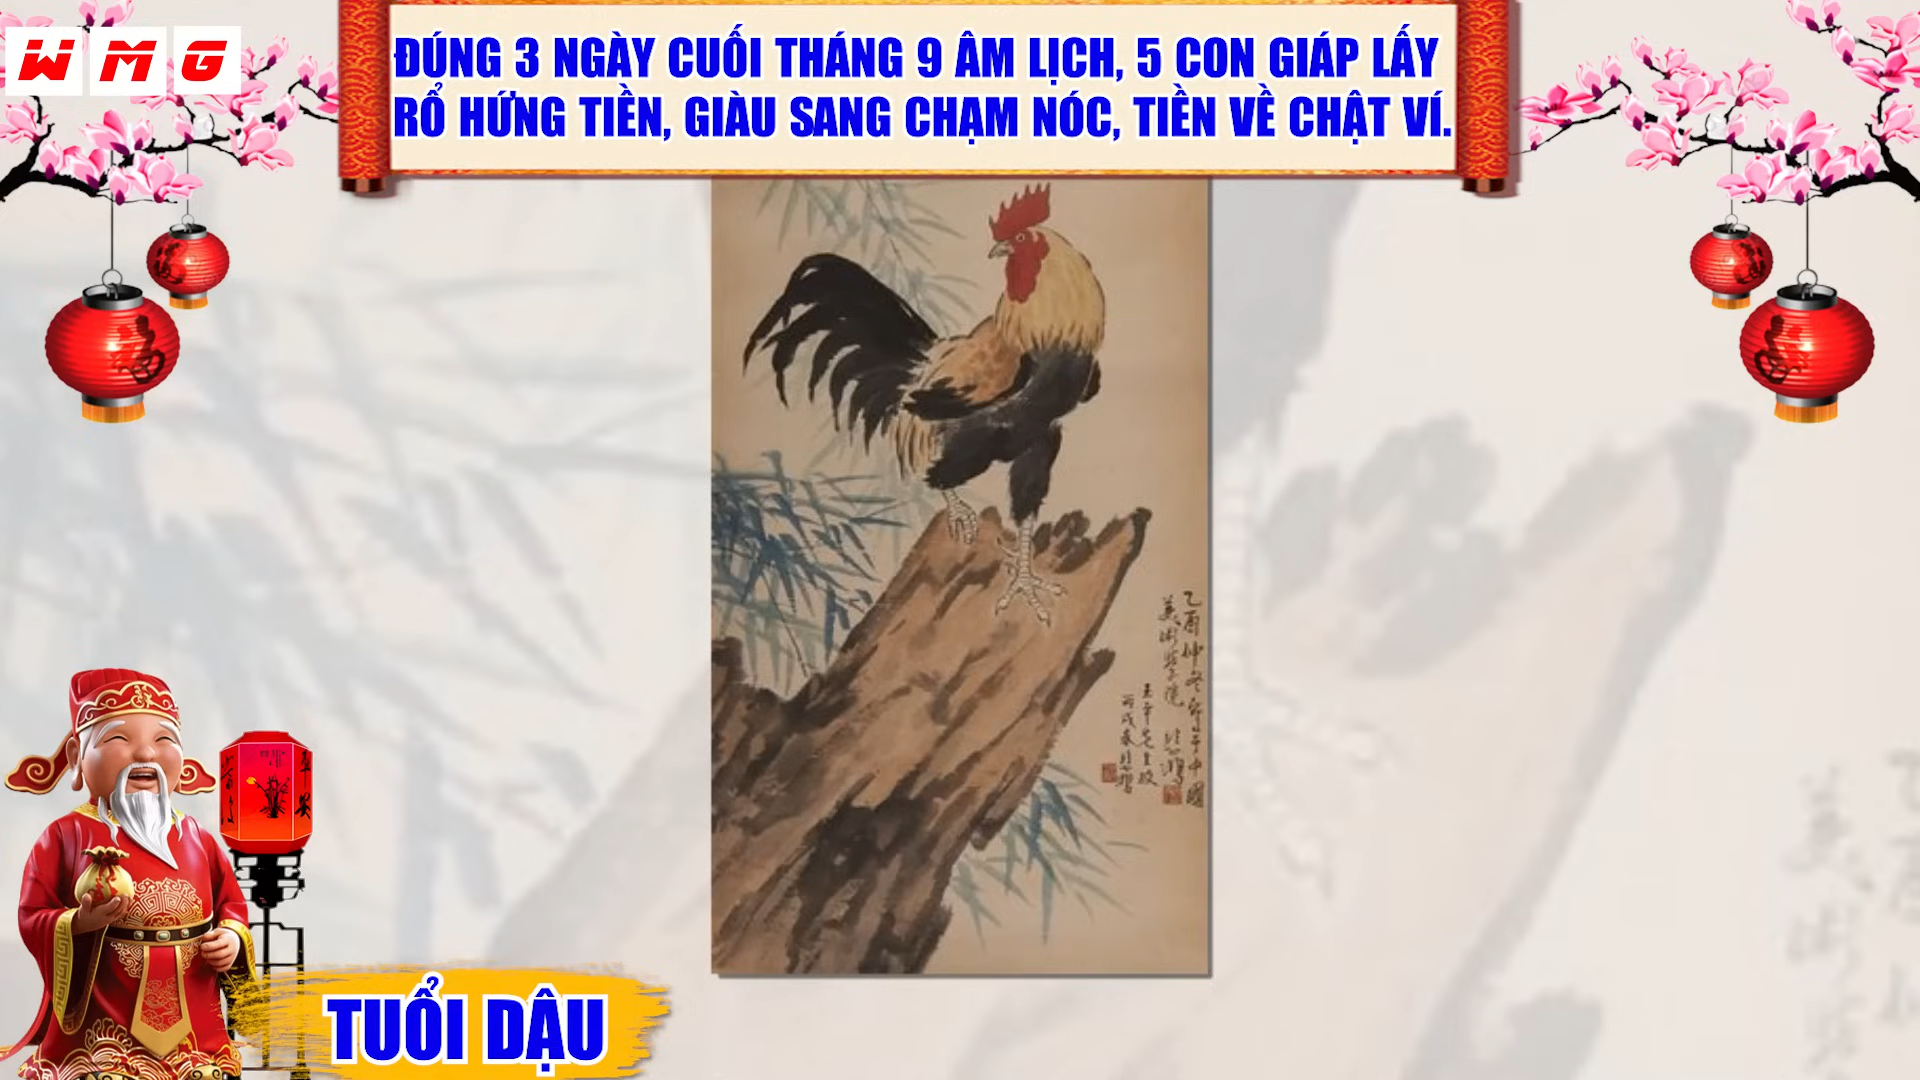 WMG
ĐÚNG 3 NGÀY CUỐI THÁNG 9 ÂM LỊCH, 5 CON GIÁP LẤY
RỔ HỨNG TIỀN, GIÀU SANG CHẠM NÓC, TIỀN VỀ CHẬT VÍ.
TUỔI DẬU